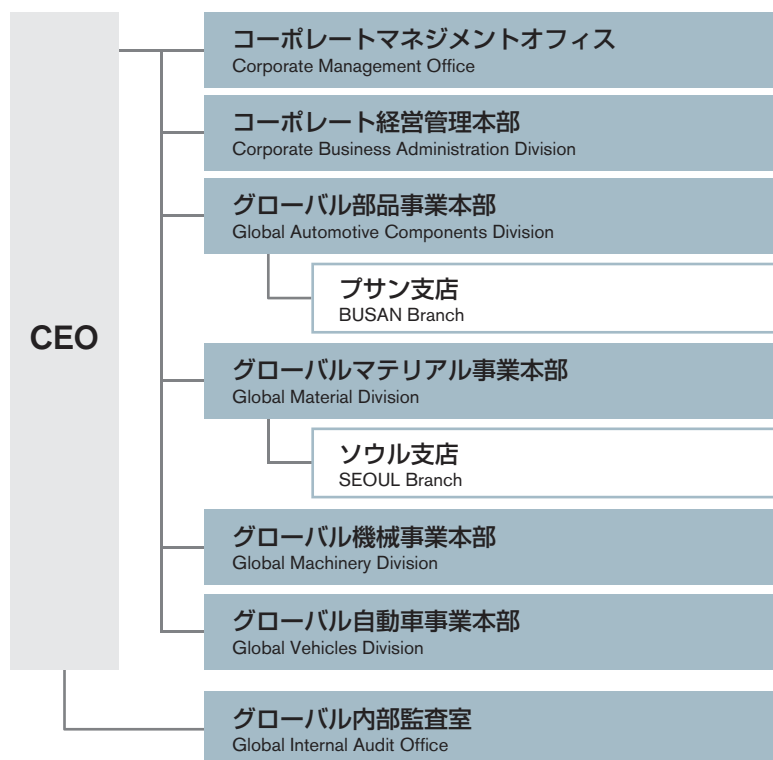 コーポレートマネジメントオフィス
Corporate Management Office
コーポレート経営管理本部
Corporate Business Administration Division
グローバル部品事業本部
Global Automotive Components Division
プサン支店
BUSAN Branch
CEO
グローバルマテリアル事業本部
Global Material Division
ソウル支店
SEOUL Branch
グローバル機械事業本部
Global Machinery Division
グローバル自動車事業本部
Global Vehicles Division
グローバル内部監査室
Global Internal Audit Office